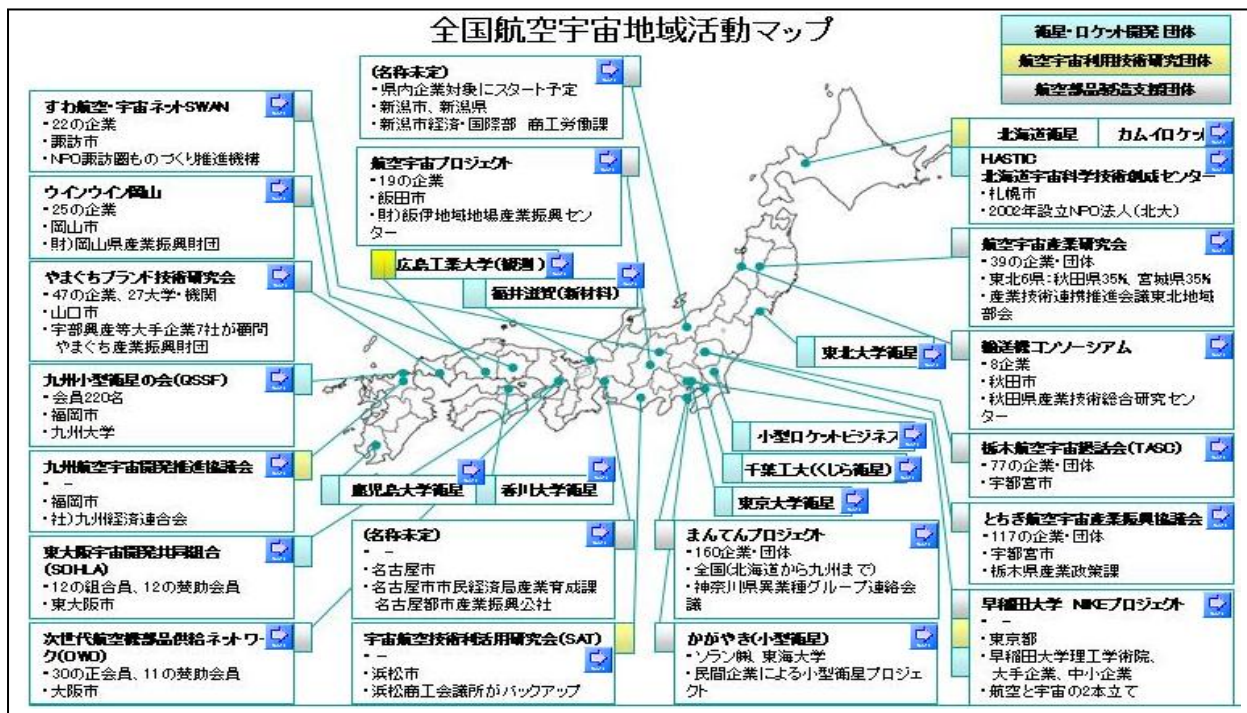 全国航空宇宙地域活動マップ
衛星・ロケット開発団体
航空宇宙利用技術研究団体
航空部品製造支援団体
すわ航空・宇宙ネットSWAN
・22の企業
・諏訪市
・NPO諏訪圏ものづくり推進機構
ウインウイン岡山
・25の企業
・岡山市
・財)岡山県産業振興財団
やまぐちブランド技術研究会
・47の企業、27大学・機関
・山口市
・宇部興産等大手企業7社が顧問
やまぐち産業振興財団
九州小型衛星の会(QSSF)
・会員220名
・福岡市
・九州大学
九州航空宇宙開発推進協議会
・-
・福岡市
・社)九州経済連合会
東大阪宇宙開発共同組合
(SOHLA)
・12の組合員、12の賛助会員
・東大阪市
次世代航空機部品供給ネットワー
ク(OWO)
・30の正会員、11の賛助会員
・大阪市
(名称未定)
・県内企業対象にスタート予定
・新潟市、新潟県
・新潟市経済・国際部 商工労働課
航空宇宙プロジェクト
・19の企業
・飯田市
・財)飯伊地域地場産業振興セン
ター
広島工業大学(観測)
福井滋賀(新材料)
鹿児島大学衛星
香川大学衛星
(名称未定)
・-
・名古屋市
・名古屋市市民経済局産業育成課
名古屋都市産業振興公社
宇宙航空技術利活用研究会(SAT)
・-
・浜松市
・浜松商工会議所がバックアップ
小型ロケットビジネス
千葉工大(くじら衛星)
東京大学衛星
まんてんプロジェクト
・160企業・団体
・全国(北海道から九州まで)
・神奈川県異業種グループ連絡会
議
かがやき(小型衛星)
・ソラン㈱、東海大学
・民間企業による小型衛星プロジェ
クト
北海道衛星
カムイロケット
HASTIC
北海道宇宙科学技術創成センター
・札幌市
・2002年設立NPO法人(北大)
航空宇宙産業研究会
・39の企業・団体
・東北6県:秋田県35%、宮城県35%
・産業技術連携推進会議東北地域
部会
東北大学衛星
輸送機コンソーシアム
・8企業
・秋田市
・秋田県産業技術総合研究セン
ター
栃木航空宇宙懇話会(TASC)
・77の企業・団体
・宇都宮市
とちぎ航空宇宙産業振興協議会
・117の企業・団体
・宇都宮市
・栃木県産業政策課
早稲田大学 NIKEプロジェクト
・-
・東京都
・早稲田大学理工学術院、
大手企業、中小企業
・航空と宇宙の2本立て